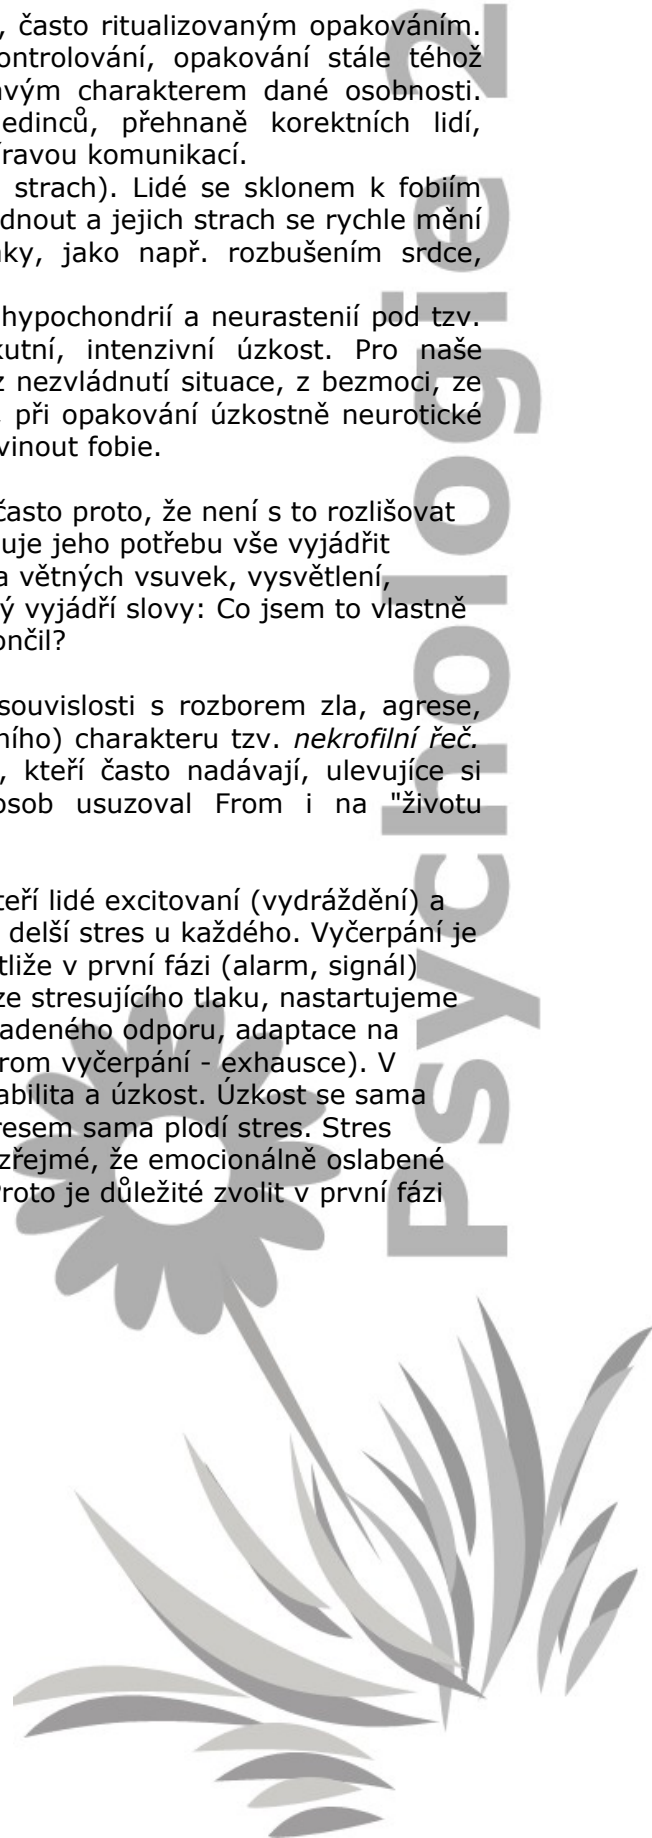 , často ritualizovaným opakováním.
ontrolování, opakování stále téhož
avým charakterem dané osobnosti.
edinců, přehnaně korektních lidí,
íravou komunikací.
strach). Lidé se sklonem k fobiím
dnout a jejich strach se rychle mění
ky, jako např. rozbušením srdce,
hypochondrií a neurastenií pod tzv.
kutní, intenzivní úzkost. Pro naše
z nezvládnutí situace, z bezmoci, ze
při opakování úzkostně neurotické
vinout fobie.
často proto, že není s to rozlišovat
uje jeho potřebu vše vyjádřit
a větných vsuvek, vysvětlení,
ý vyjádří slovy: Co jsem to vlastně
ončil?
souvislosti s rozborem zla, agrese,
ního) charakteru tzv. nekrofilní řeč.
, kteří často nadávají, ulevujíce si
osob usuzoval From i na "životu
teří lidé excitovaní (vydráždění) a
delší stres u každého. Vyčerpání je
tliže v první fázi (alarm, signál)
ze stresujícího tlaku, nastartujeme
adeného odporu, adaptace na
rom vyčerpání - exhausce). V
abilita a úzkost. Úzkost se sama
resem sama plodí stres. Stres
zřejmé, že emocionálně oslabené
Proto je důležité zvolit v první fázi
Psychologie 2